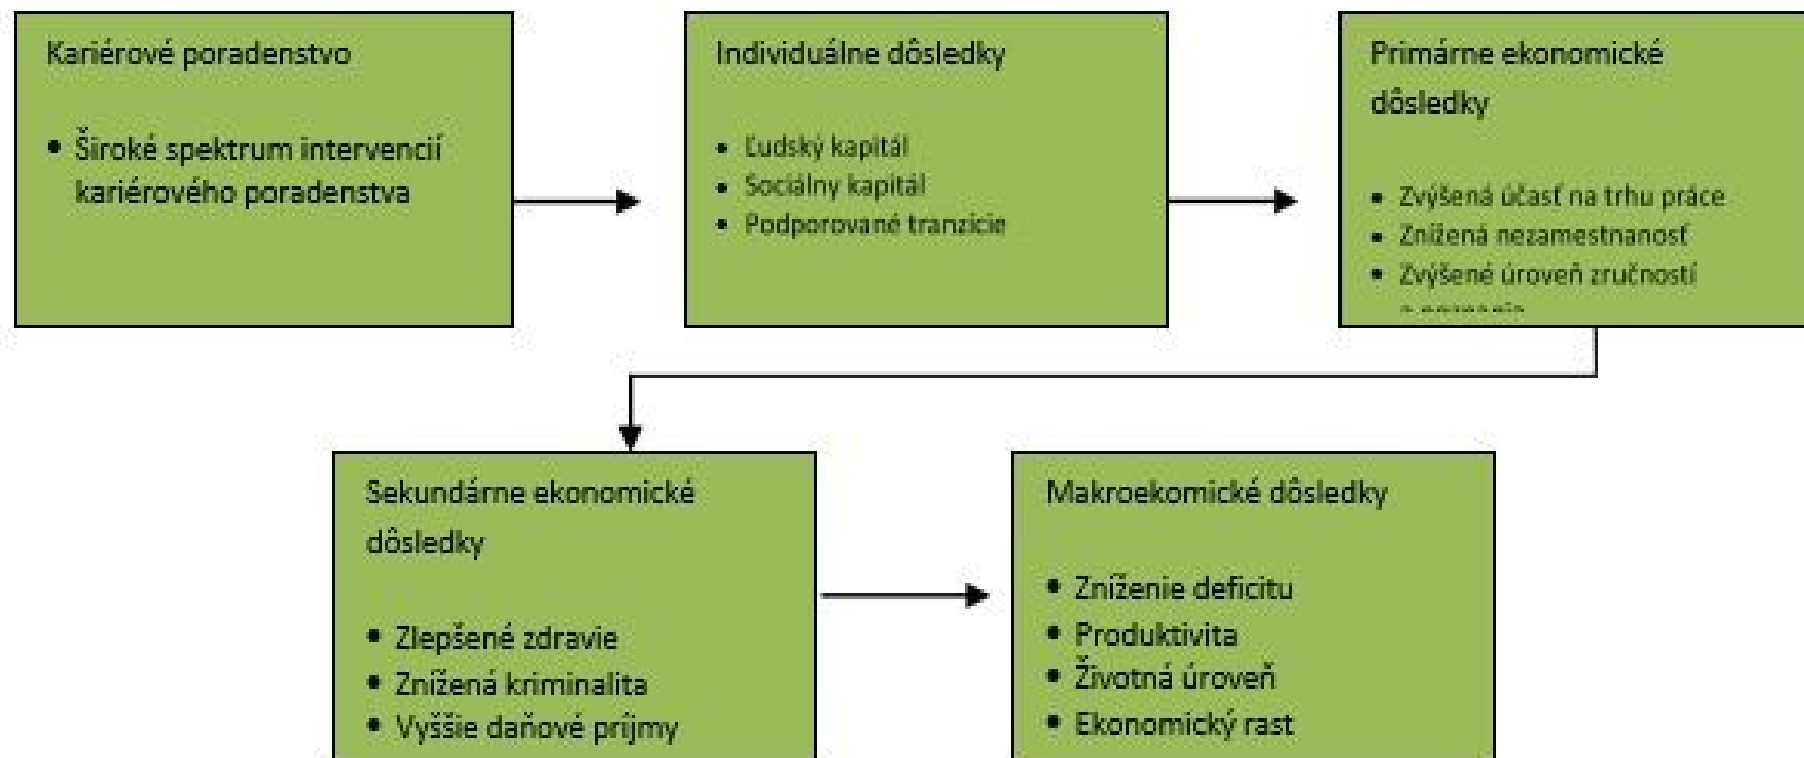 Kariérové poradenstvo
• Široké spektrum intervencií
kariérového poradenstva
Individuálne dôsledky
• Ľudský kapitál
• Sociálny kapitál
• Podporované tranzície
Primárne ekonomické
dôsledky
• Zvýšená účasť na trhu práce
• Znížená nezamestnanosť
• Zvýšené úroveň zručností
Sekundárne ekonomické
dôsledky
• Zlepšené zdravie
• Znížená kriminalita
• Vyššie daňové príjmy
Makroekomické dôsledky
• Zníženie deficitu
• Produktivita
• Životná úroveň
• Ekonomický rast